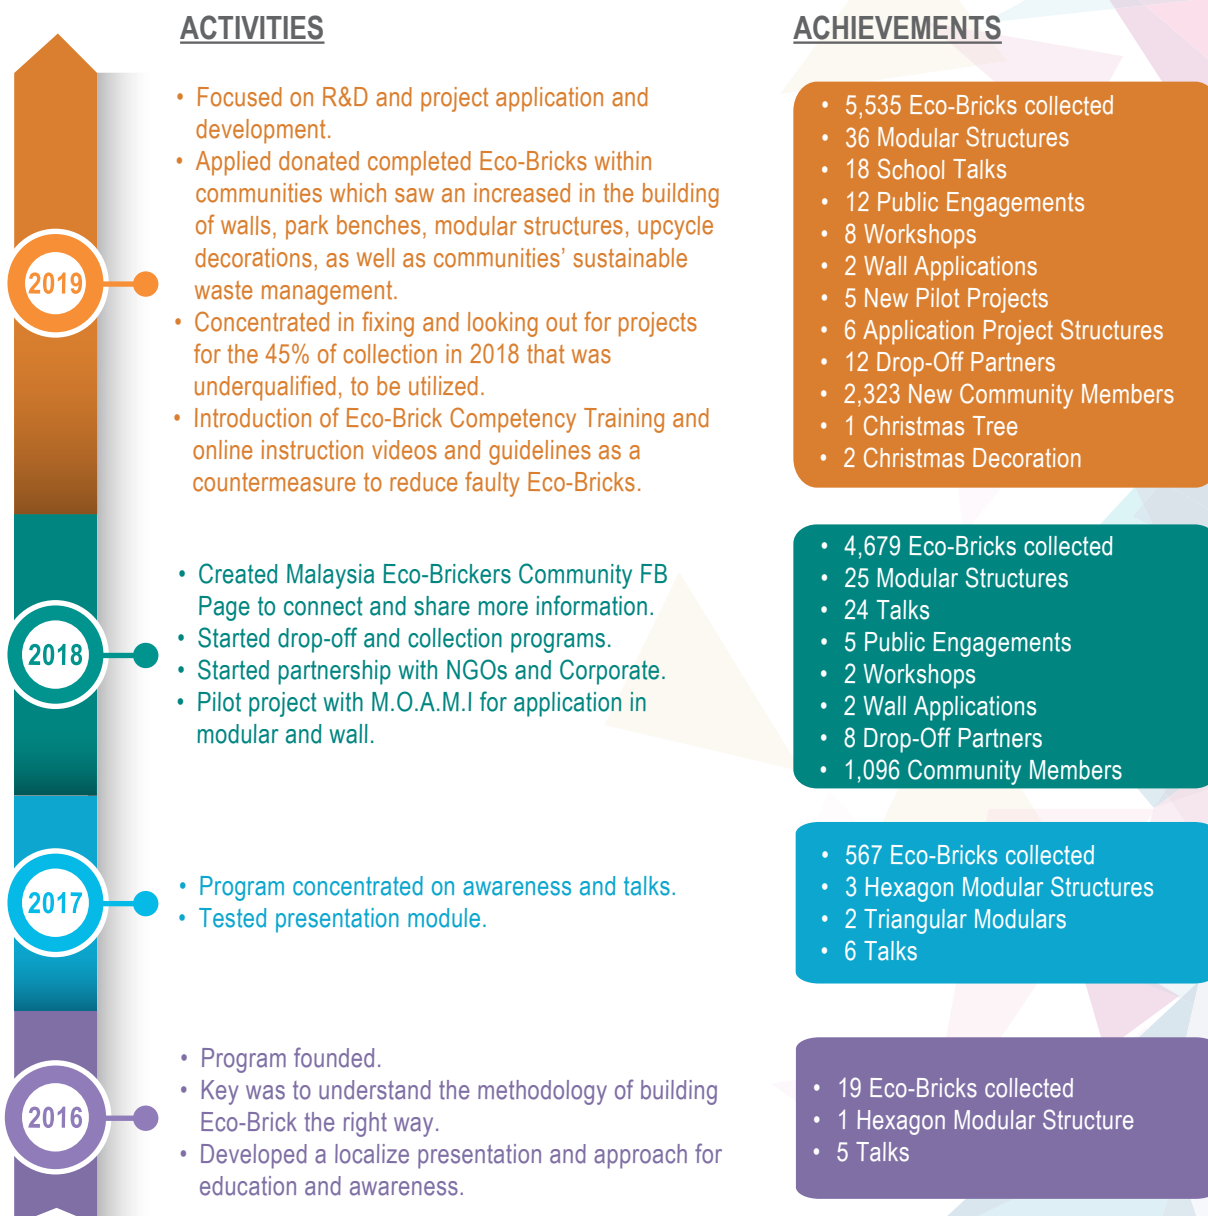 ACTIVITIES
ACHIEVEMENTS
2019
• Focused on R&D and project application and
development.
• Applied donated completed Eco-Bricks within
communities which saw an increased in the building
of walls, park benches, modular structures, upcycle
decorations, as well as communities’ sustainable
waste management.
• Concentrated in fixing and looking out for projects
for the 45% of collection in 2018 that was
underqualified, to be utilized.
• Introduction of Eco-Brick Competency Training and
online instruction videos and guidelines as a
countermeasure to reduce faulty Eco-Bricks.
• 5,535 Eco-Bricks collected
• 36 Modular Structures
• 18 School Talks
• 12 Public Engagements
• 8 Workshops
• 2 Wall Applications
• 5 New Pilot Projects
• 6 Application Project Structures
• 12 Drop-Off Partners
• 2,323 New Community Members
• 1 Christmas Tree
• 2 Christmas Decoration
2018
• Created Malaysia Eco-Brickers Community FB
Page to connect and share more information.
• Started drop-off and collection programs.
• Started partnership with NGOs and Corporate.
• Pilot project with M.O.A.M.I for application in
modular and wall.
• 4,679 Eco-Bricks collected
• 25 Modular Structures
• 24 Talks
• 5 Public Engagements
• 2 Workshops
• 2 Wall Applications
• 8 Drop-Off Partners
• 1,096 Community Members
2017
• Program concentrated on awareness and talks.
• Tested presentation module.
• 567 Eco-Bricks collected
• 3 Hexagon Modular Structures
• 2 Triangular Modulars
• 6 Talks
2016
• Program founded.
• Key was to understand the methodology of building
Eco-Brick the right way.
• Developed a localize presentation and approach for
education and awareness.
• 19 Eco-Bricks collected
• 1 Hexagon Modular Structure
• 5 Talks